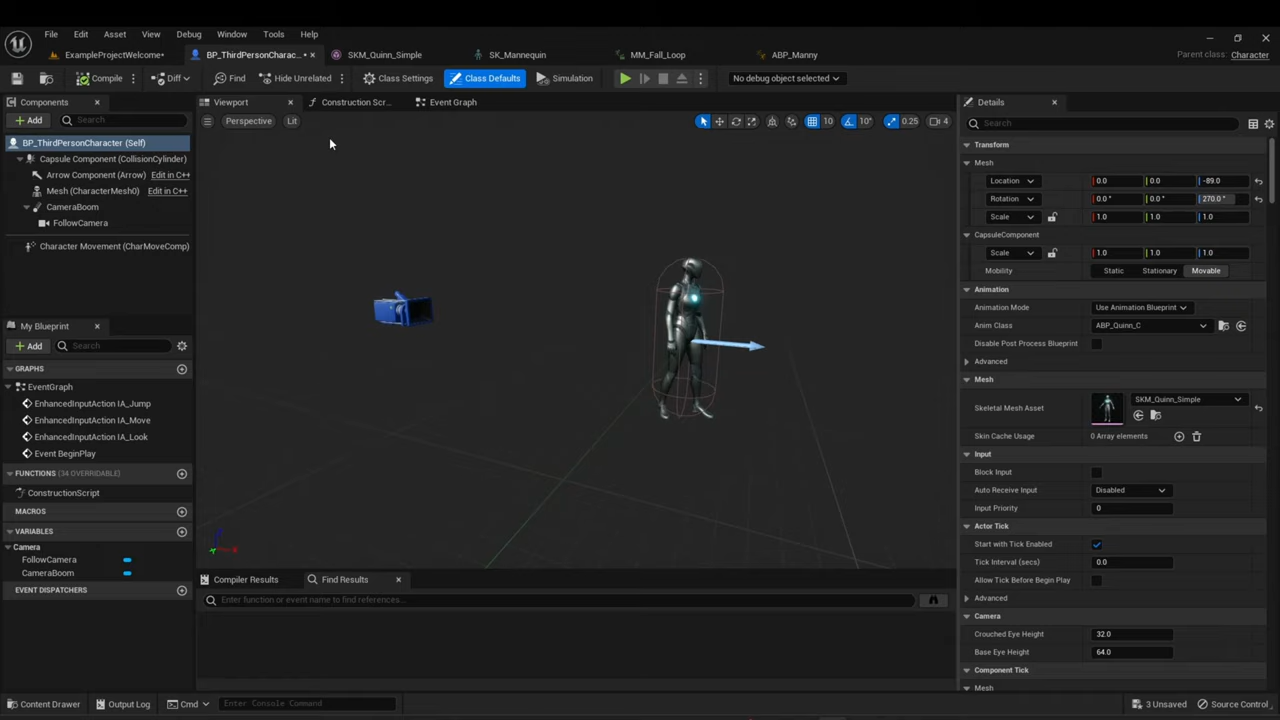 File Edit Asset View Debug Window Tools Help
ExampleProjectWelcome• BP_ThirdPersonCharac...• SKM_Quinn_Simple SK_Mannequin MM_Fall_Loop ABP_Manny Parent class: Character
Compile Diff Find Hide Unrelated Class Settings Class Defaults Simulation No debug object selected
Components
Add Search
BP_ThirdPersonCharacter (Self)
Capsule Component (CollisionCylinder)
Arrow Component (Arrow) Edit in C++
Mesh (CharacterMesh0) Edit in C++
CameraBoom
FollowCamera
Character Movement (CharMoveComp)
My Blueprint
Add Search
GRAPHS
EventGraph
EnhancedInputAction IA_Jump
EnhancedInputAction IA_Move
EnhancedInputAction IA_Look
Event BeginPlay
FUNCTIONS (34 OVERRIDABLE)
ConstructionScript
MACROS
VARIABLES
Camera
FollowCamera
CameraBoom
EVENT DISPATCHERS
Viewport Construction Scr... Event Graph
Perspective Lit 10 10° 0.25 4
Compiler Results Find Results
Enter function or event name to find references...
Details
Search
Transform
Mesh
Location 0.0 0.0 -89.0
Rotation 0.0 ° 0.0 ° 270.0 °
Scale 1.0 1.0 1.0
CapsuleComponent
Scale 1.0 1.0 1.0
Mobility Static Stationary Movable
Animation
Animation Mode Use Animation Blueprint
Anim Class ABP_Quinn_C
Disable Post Process Blueprint
Advanced
Mesh
Skeletal Mesh Asset SKM_Quinn_Simple
Skin Cache Usage 0 Array elements
Input
Block Input
Auto Receive Input Disabled
Input Priority 0
Actor Tick
Start with Tick Enabled
Tick Interval (secs) 0.0
Allow Tick Before Begin Play
Advanced
Camera
Crouched Eye Height 32.0
Base Eye Height 64.0
Component Tick
Mesh
Content Drawer Output Log Cmd Enter Console Command 3 Unsaved Source Control